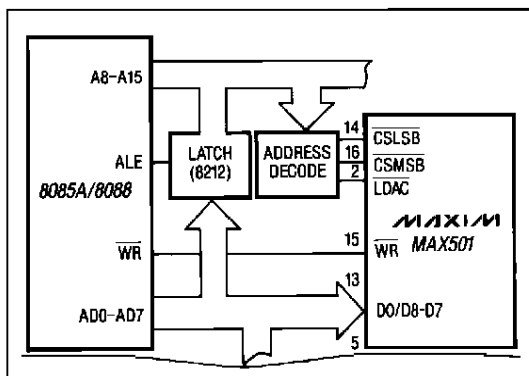 A8-A15
ALE
8085A/8088
WR
AD0-AD7
LATCH
(8212)
ADDRESS
DECODE
14
CSLSB
16
CSMSB
2
LDAC
MAXIM
MAX501
15
WR
13
D0/D8-D7
5